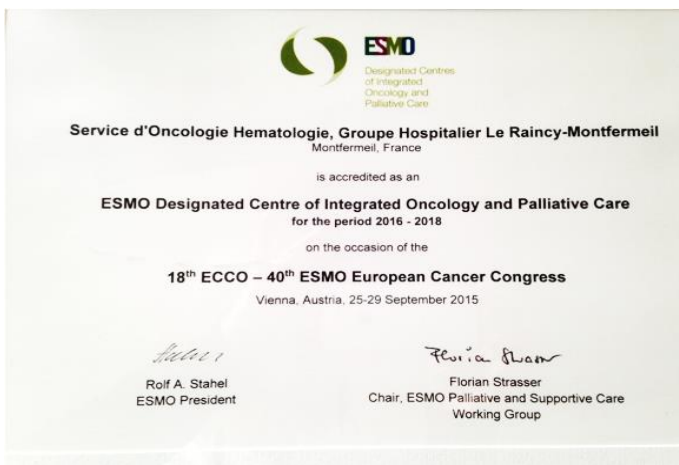 ESMO
Designated Centres
of Integrated
Oncology and
Palliative Care
Service d'Oncologie Hematologie, Groupe Hospitalier Le Raincy-Montfermeil
Montfermeil, France
is accredited as an
ESMO Designated Centre of Integrated Oncology and Palliative Care
for the period 2016 - 2018
on the occasion of the
18th ECCO – 40th ESMO European Cancer Congress
Vienna, Austria, 25-29 September 2015
Florian Strasser
Rolf A. Stahel
ESMO President
Florian Strasser
Chair, ESMO Palliative and Supportive Care
Working Group